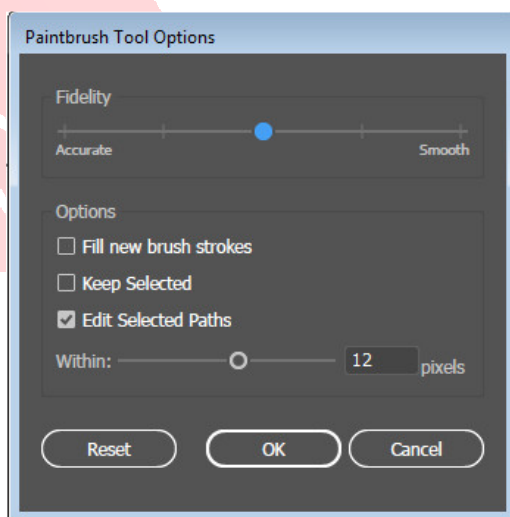 Paintbrush Tool Options
Fidelity
Accurate Smooth
Options
Fill new brush strokes
Keep Selected
Edit Selected Paths
Within: 12 pixels
Reset OK Cancel